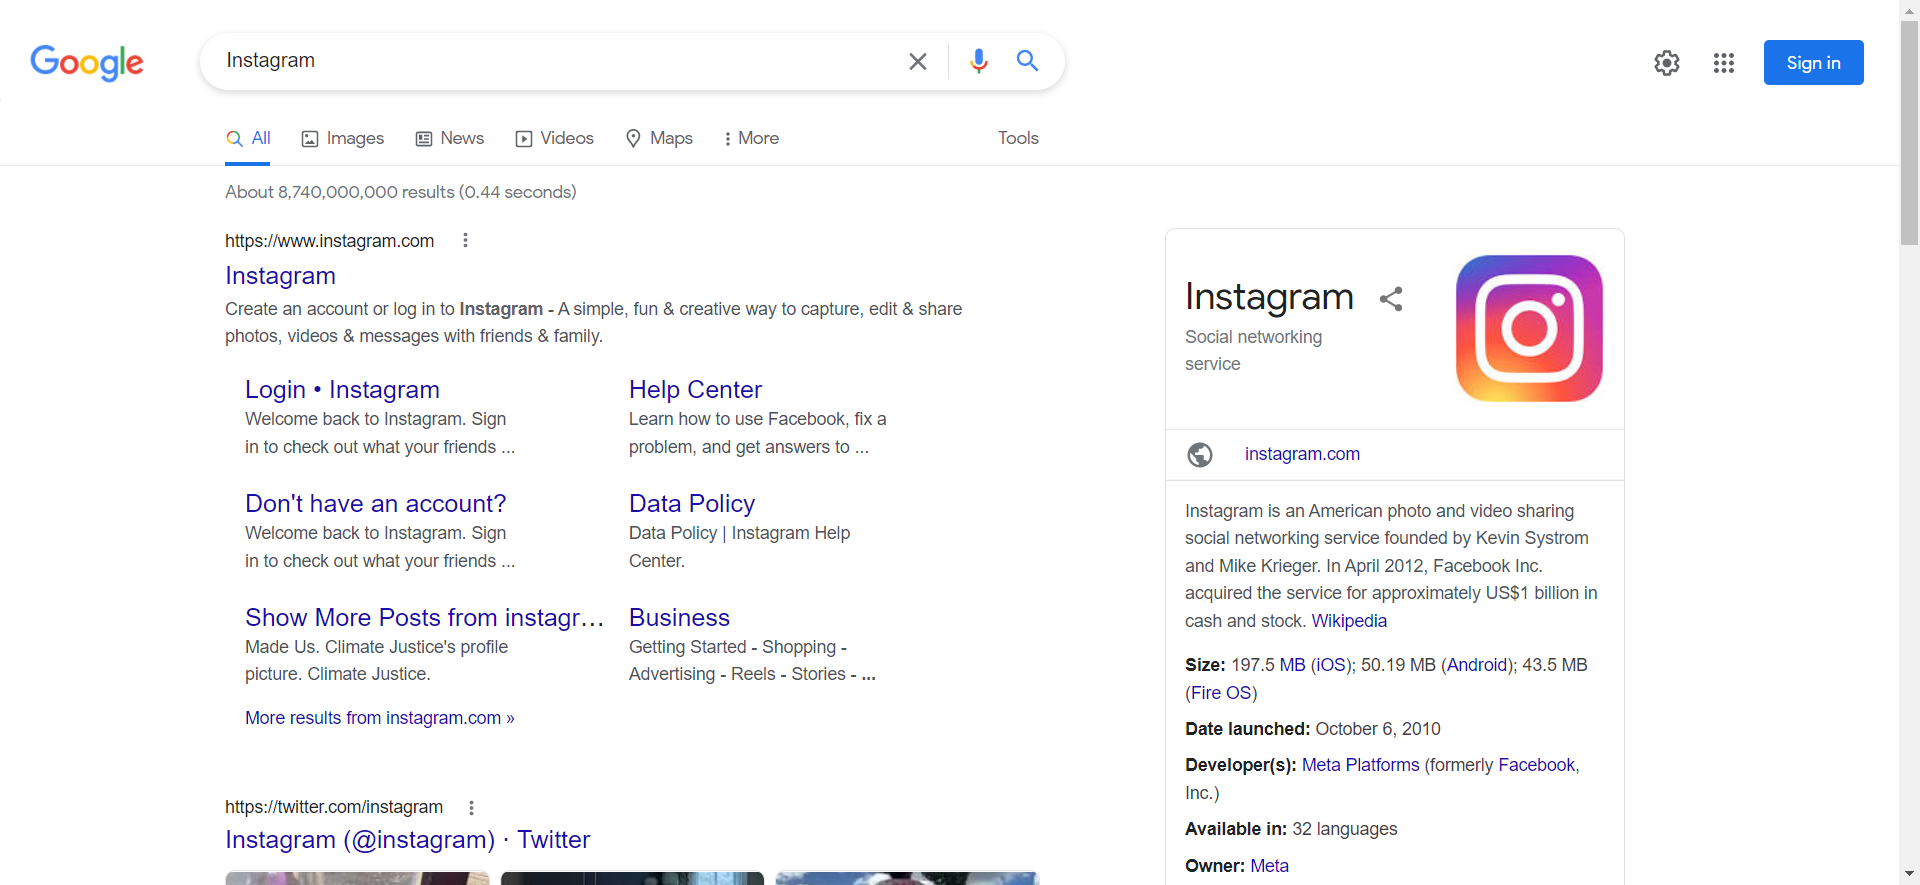 Google
Instagram
Sign in
All
Images
News
Videos
Maps
More
Tools
About 8,740,000,000 results (0.44 seconds)
https://www.instagram.com
Instagram
Create an account or log in to Instagram - A simple, fun & creative way to capture, edit & share
photos, videos & messages with friends & family.
Login • Instagram
Welcome back to Instagram. Sign
in to check out what your friends ...
Help Center
Learn how to use Facebook, fix a
problem, and get answers to ...
Don't have an account?
Welcome back to Instagram. Sign
in to check out what your friends ...
Data Policy
Data Policy | Instagram Help
Center.
Show More Posts from instagr...
Made Us. Climate Justice's profile
picture. Climate Justice.
Business
Getting Started - Shopping -
Advertising - Reels - Stories - ...
More results from instagram.com »
https://twitter.com/instagram
Instagram (@instagram) · Twitter
Instagram
Social networking
service
instagram.com
Instagram is an American photo and video sharing
social networking service founded by Kevin Systrom
and Mike Krieger. In April 2012, Facebook Inc.
acquired the service for approximately US$1 billion in
cash and stock. Wikipedia
Size: 197.5 MB (iOS); 50.19 MB (Android); 43.5 MB
(Fire OS)
Date launched: October 6, 2010
Developer(s): Meta Platforms (formerly Facebook,
Inc.)
Available in: 32 languages
Owner: Meta